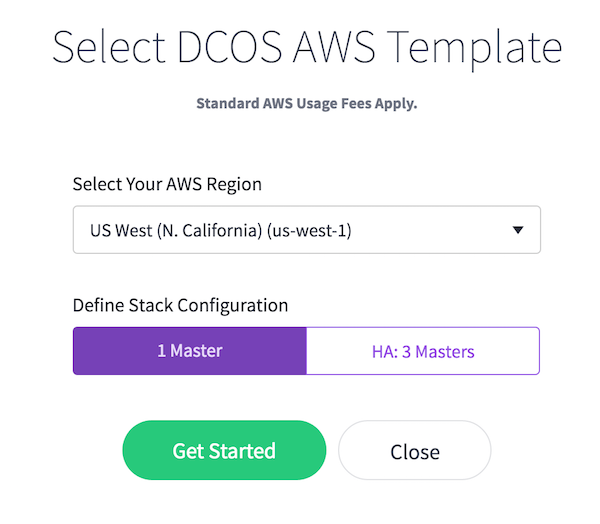 Select DCOS AWS Template
Standard AWS Usage Fees Apply.
Select Your AWS Region
US West (N. California) (us-west-1)
Define Stack Configuration
1 Master
HA: 3 Masters
Get Started
Close